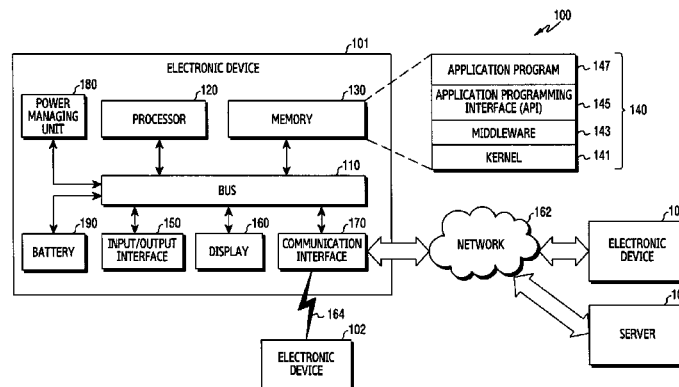 100
101
ELECTRONIC DEVICE
180
POWER
MANAGING
UNIT
120
PROCESSOR
130
MEMORY
APPLICATION PROGRAM
147
APPLICATION PROGRAMMING
INTERFACE (API)
145
MIDDLEWARE
143
KERNEL
141
140
110
BUS
190
BATTERY
150
INPUT/OUTPUT
INTERFACE
160
DISPLAY
170
COMMUNICATION
INTERFACE
162
NETWORK
ELECTRONIC
DEVICE
SERVER
164
102
ELECTRONIC
DEVICE